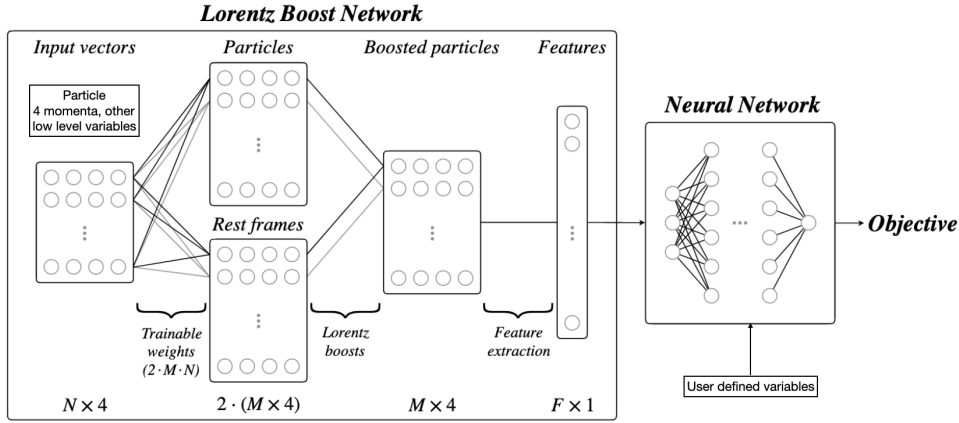 Lorentz Boost Network
Input vectors
Particles
Boosted particles
Features
Particle
4 momenta, other
low level variables
Rest frames
Trainable
weights
(2·M·N)
Lorentz
boosts
Feature
extraction
N × 4
2 · (M × 4)
M × 4
F × 1
Neural Network
Objective
User defined variables